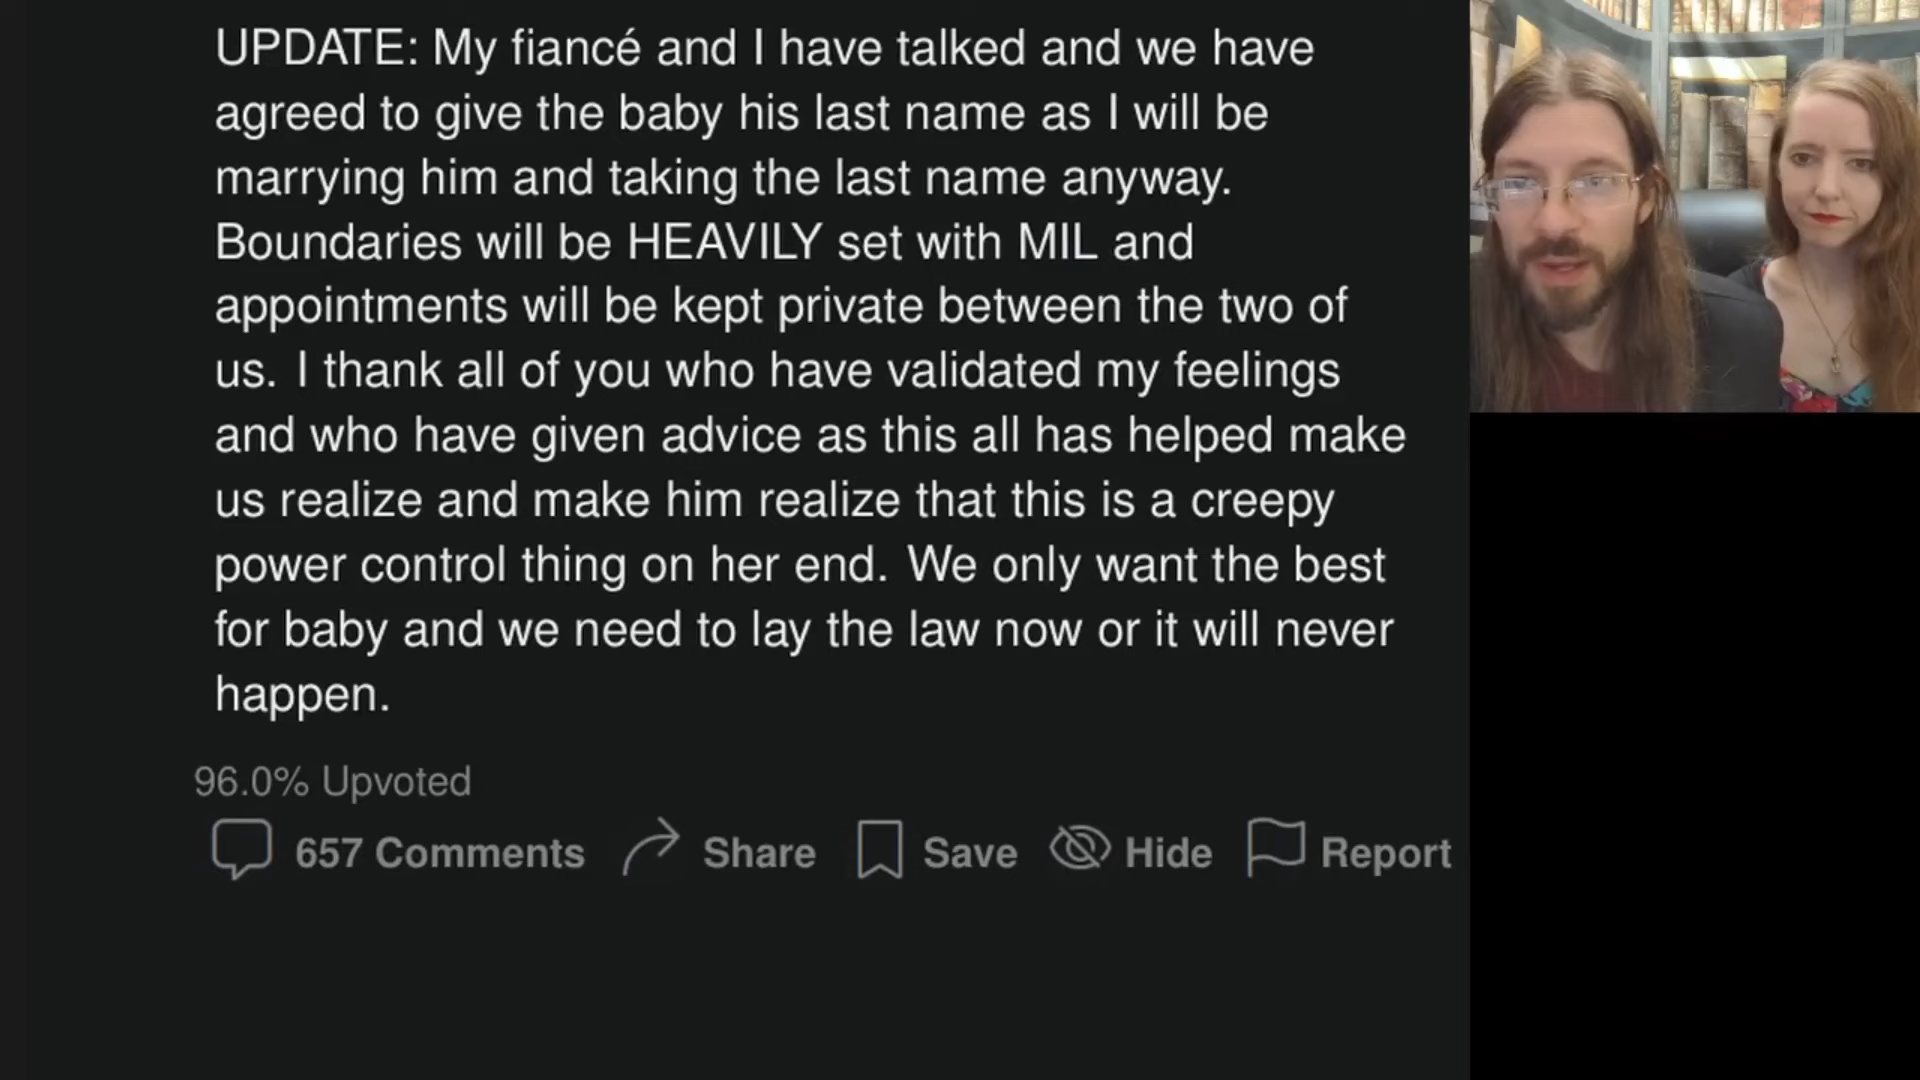 UPDATE: My fiancé and I have talked and we have
agreed to give the baby his last name as I will be
marrying him and taking the last name anyway.
Boundaries will be HEAVILY set with MIL and
appointments will be kept private between the two of
us. I thank all of you who have validated my feelings
and who have given advice as this all has helped make
us realize and make him realize that this is a creepy
power control thing on her end. We only want the best
for baby and we need to lay the law now or it will never
happen.
96.0% Upvoted
657 Comments Share Save Hide Report